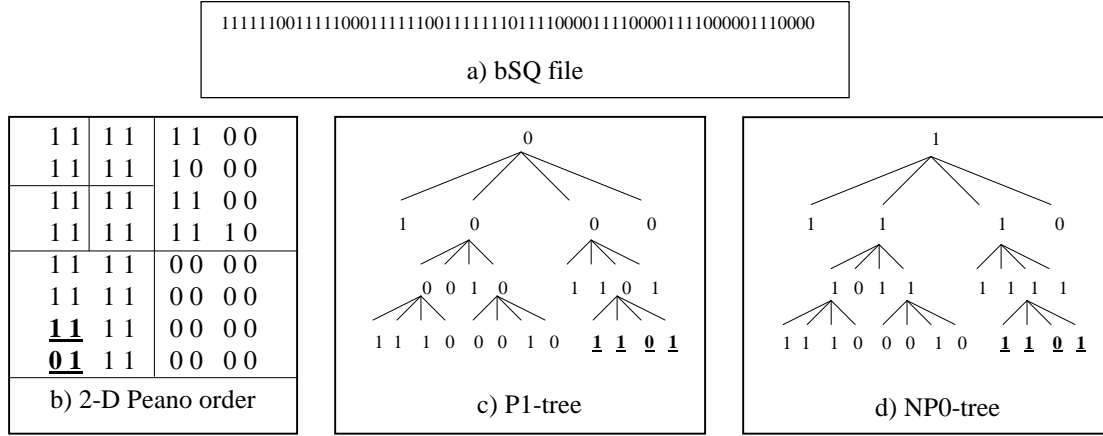 1111110011111000111111001111111011110000111100001111000001110000
a) bSQ file
1 1 1 1 1 1 0 0
1 1 1 1 1 0 0 0
1 1 1 1 1 1 0 0
1 1 1 1 1 1 1 0
1 1 1 1 0 0 0 0
1 1 1 1 0 0 0 0
1 1 1 1 0 0 0 0
0 1 1 1 0 0 0 0
b) 2-D Peano order
0
1 0 0 0
0 0 1 0 1 1 0 1
1 1 1 0 0 0 1 0 1 1 0 1
c) P1-tree
1
1 1 1 0
1 0 1 1 1 1 1 1
1 1 1 0 0 0 1 0 1 1 0 1
d) NP0-tree